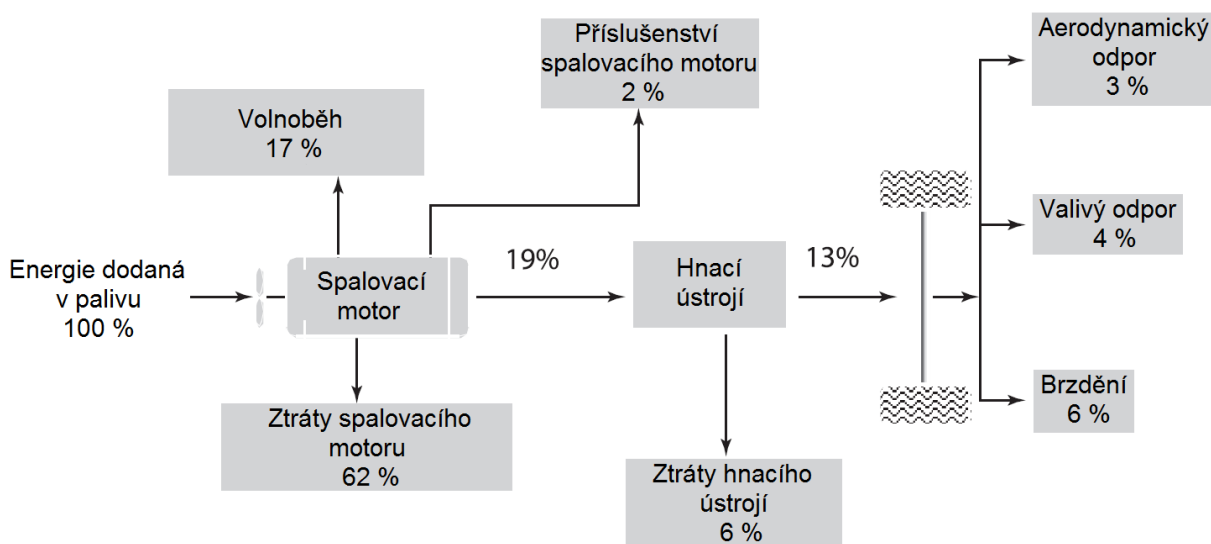 Příslušenství
spalovacího motoru
2 %
Aerodynamický
odpor
3 %
Volnoběh
17 %
Valivý odpor
4 %
Energie dodaná
v palivu
100 %
Spalovací
motor
19%
Hnací
ústrojí
13%
Brzdění
6 %
Ztráty spalovacího
motoru
62 %
Ztráty hnacího
ústrojí
6 %